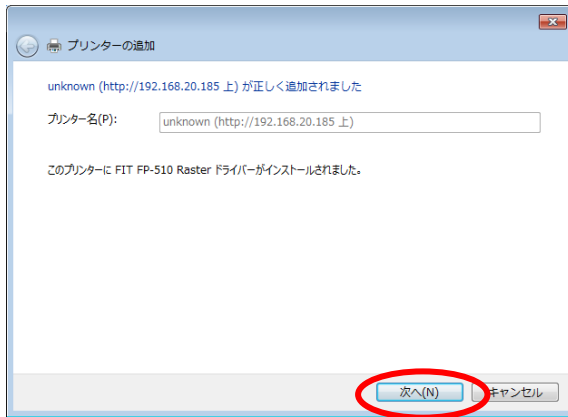 プリンターの追加
unknown (http://192.168.20.185 上) が正しく追加されました
プリンター名(P):
unknown (http://192.168.20.185 上)
このプリンターに FIT FP-510 Raster ドライバーがインストールされました。
次へ(N)
キャンセル